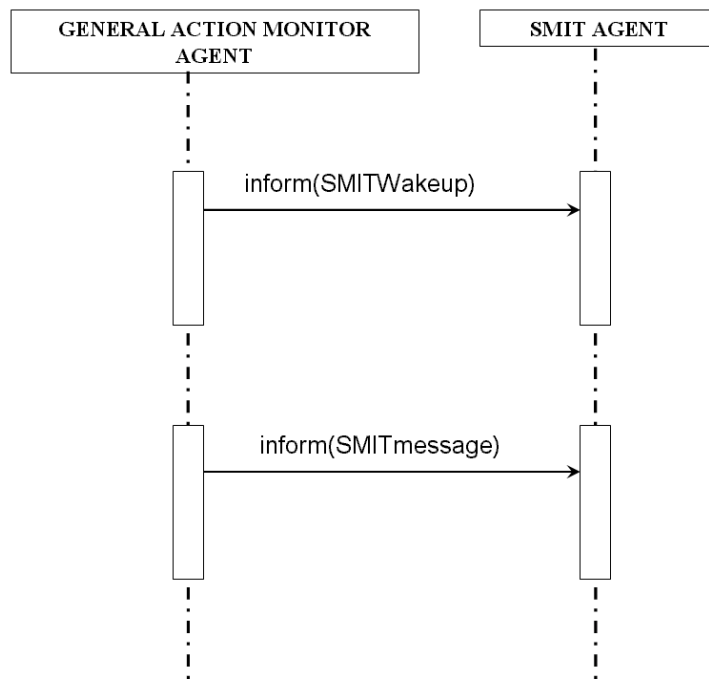 GENERAL ACTION MONITOR
AGENT
SMIT AGENT
inform(SMITWakeup)
inform(SMITmessage)